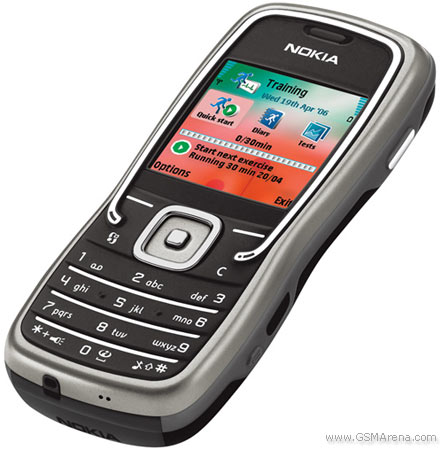 NOKIA
Training
Wed 19th Apr '06
Quick start
Diary
Tests
0/30min
Start next exercise
Running 30 min 20/04
Options
Exit
C
1
2 abc
def 3
4 ghi
5 jkl
mno 6
7 pqrs
8 tuv
wxyz 9
*+
0
#
NOKIA
www.GSMArena.com